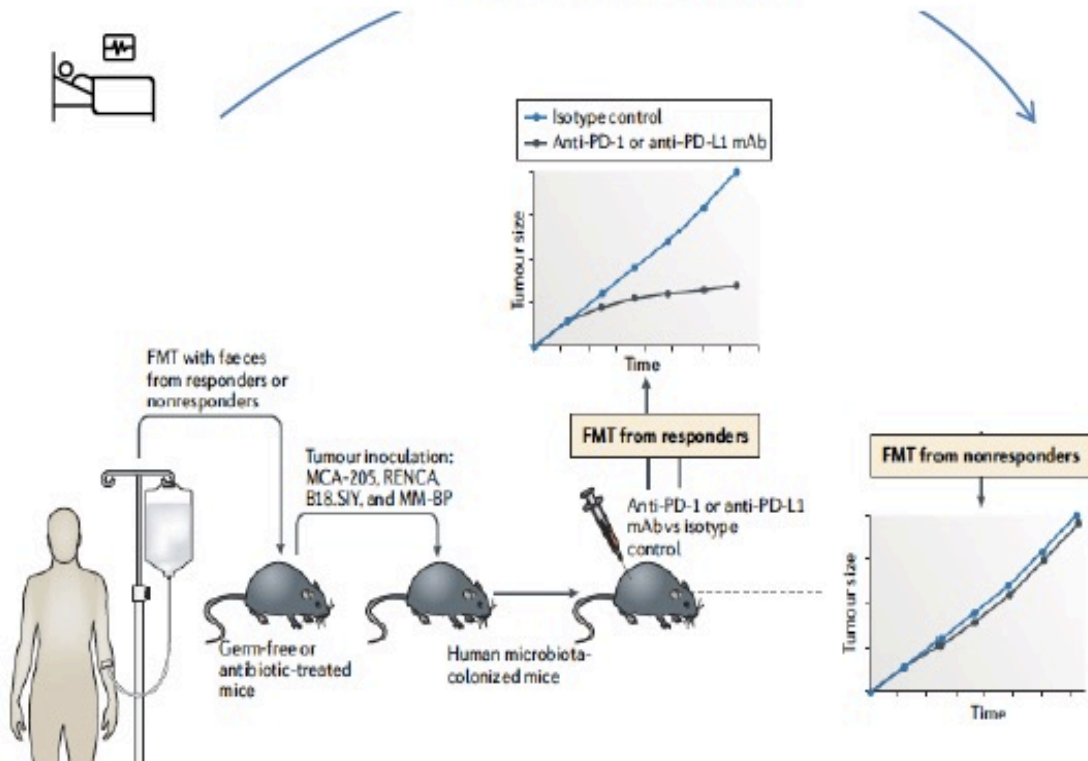 Isotype control
Anti-PD-1 or anti-PD-L1 mAb
Tumour size
Time
FMT with faeces
from responders or
nonresponders
Tumour inoculation:
MCA-205, RENCA,
B18.SIY, and MM-BP
FMT from responders
Anti-PD-1 or anti-PD-L1
mAb vs isotype
control
FMT from nonresponders
Tumour size
Time
Germ-free or
antibiotic-treated
mice
Human microbiota-
colonized mice